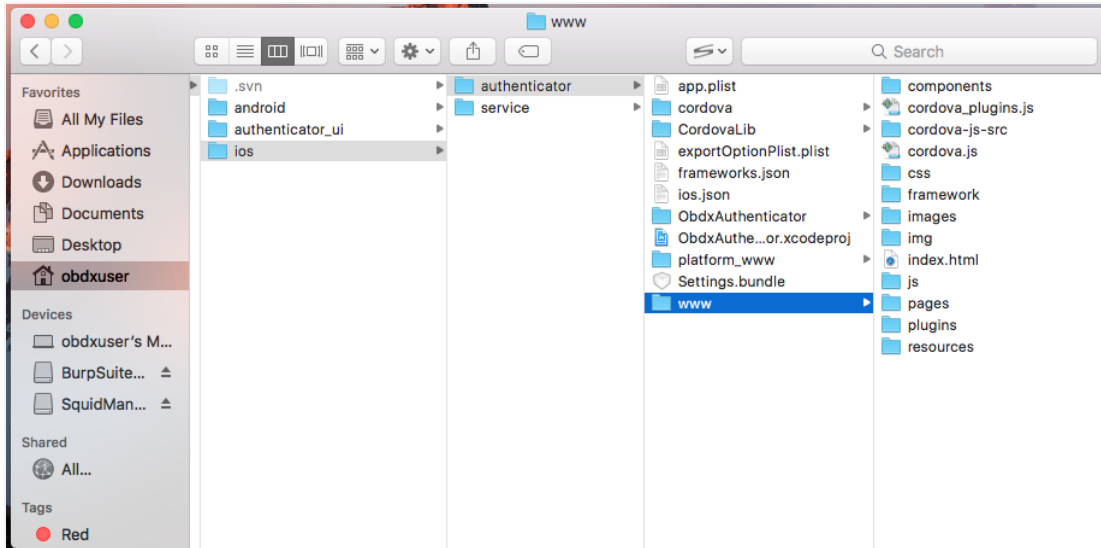 www
Search
Favorites
All My Files
Applications
Downloads
Documents
Desktop
obdxuser
Devices
obdxuser's M...
BurpSuite...
SquidMan...
Shared
All...
Tags
Red
.svn
android
authenticator_ui
ios
authenticator
service
app.plist
cordova
CordovaLib
exportOptionPlist.plist
frameworks.json
ios.json
ObdxAuthenticator
ObdxAuthe...or.xcodeproj
platform_www
Settings.bundle
www
components
cordova_plugins.js
cordova-js-src
cordova.js
css
framework
images
img
index.html
js
pages
plugins
resources